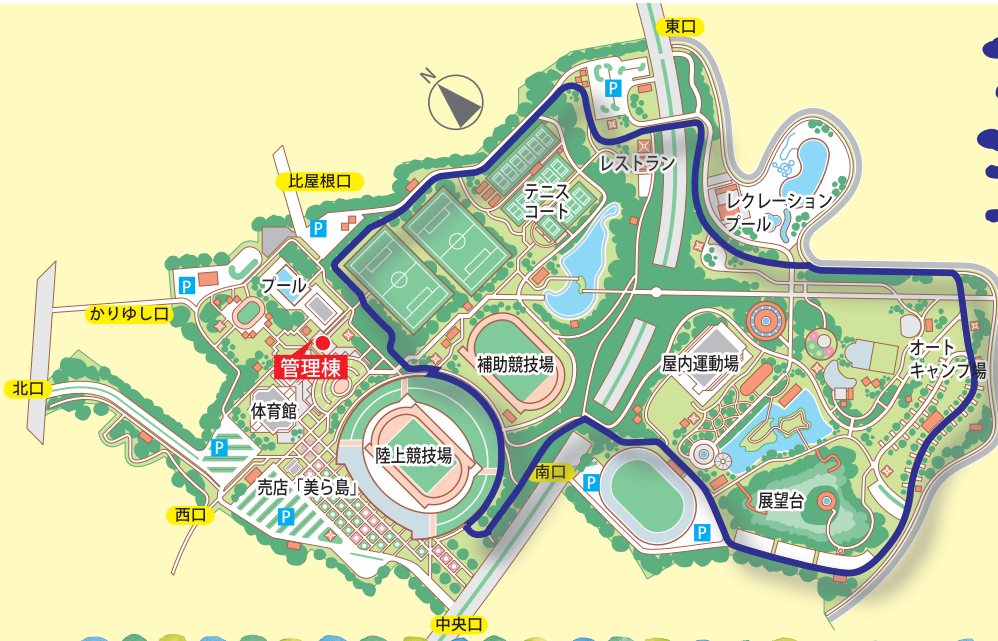 東口
N
P
レストラン
比屋根口
テニス
コート
レクレーション
プール
P
P
プール
かりゆし口
管理棟
補助競技場
屋内運動場
オート
キャンプ場
北口
体育館
陸上競技場
P
売店「美ら島」
南口
P
展望台
西口
P
P
中央口